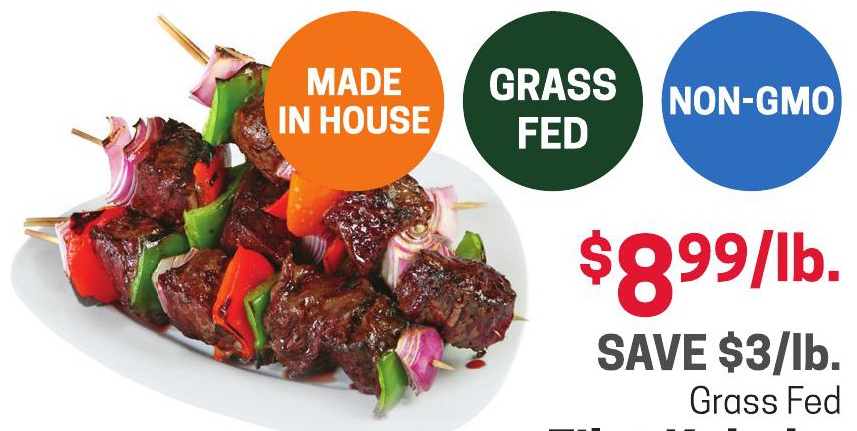 MADE
IN HOUSE
GRASS
FED
NON-GMO
$8.99/lb.
SAVE $3/lb.
Grass Fed